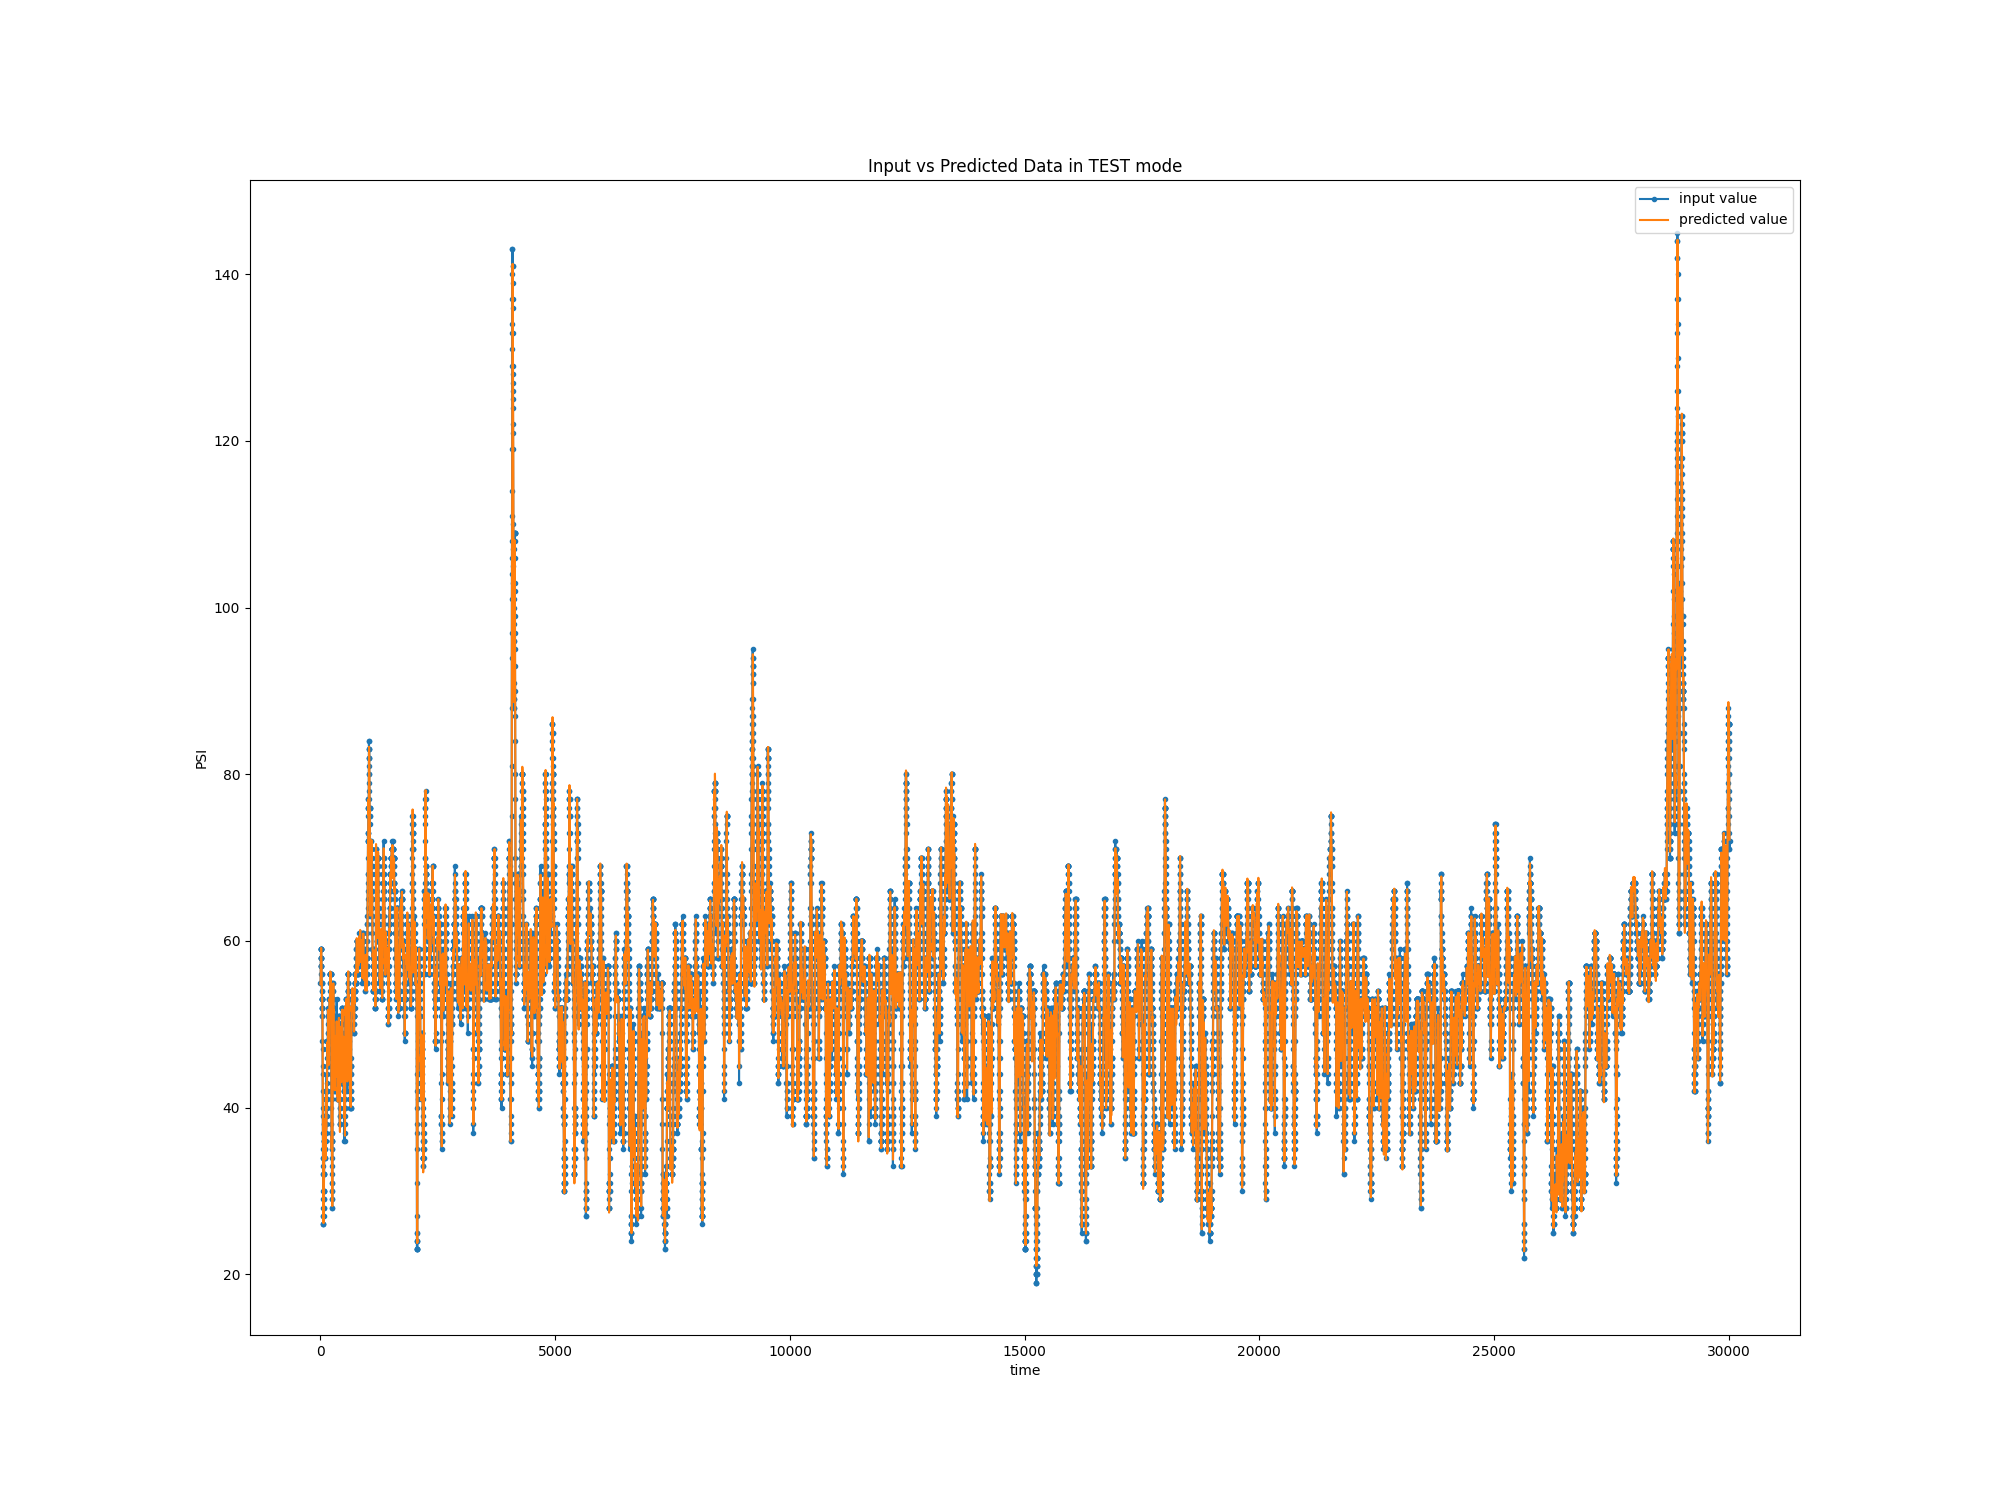 Input vs Predicted Data in TEST mode
input value
predicted value
140
120
100
80
60
40
20
PSI
0 5000 10000 15000 20000 25000 30000
time